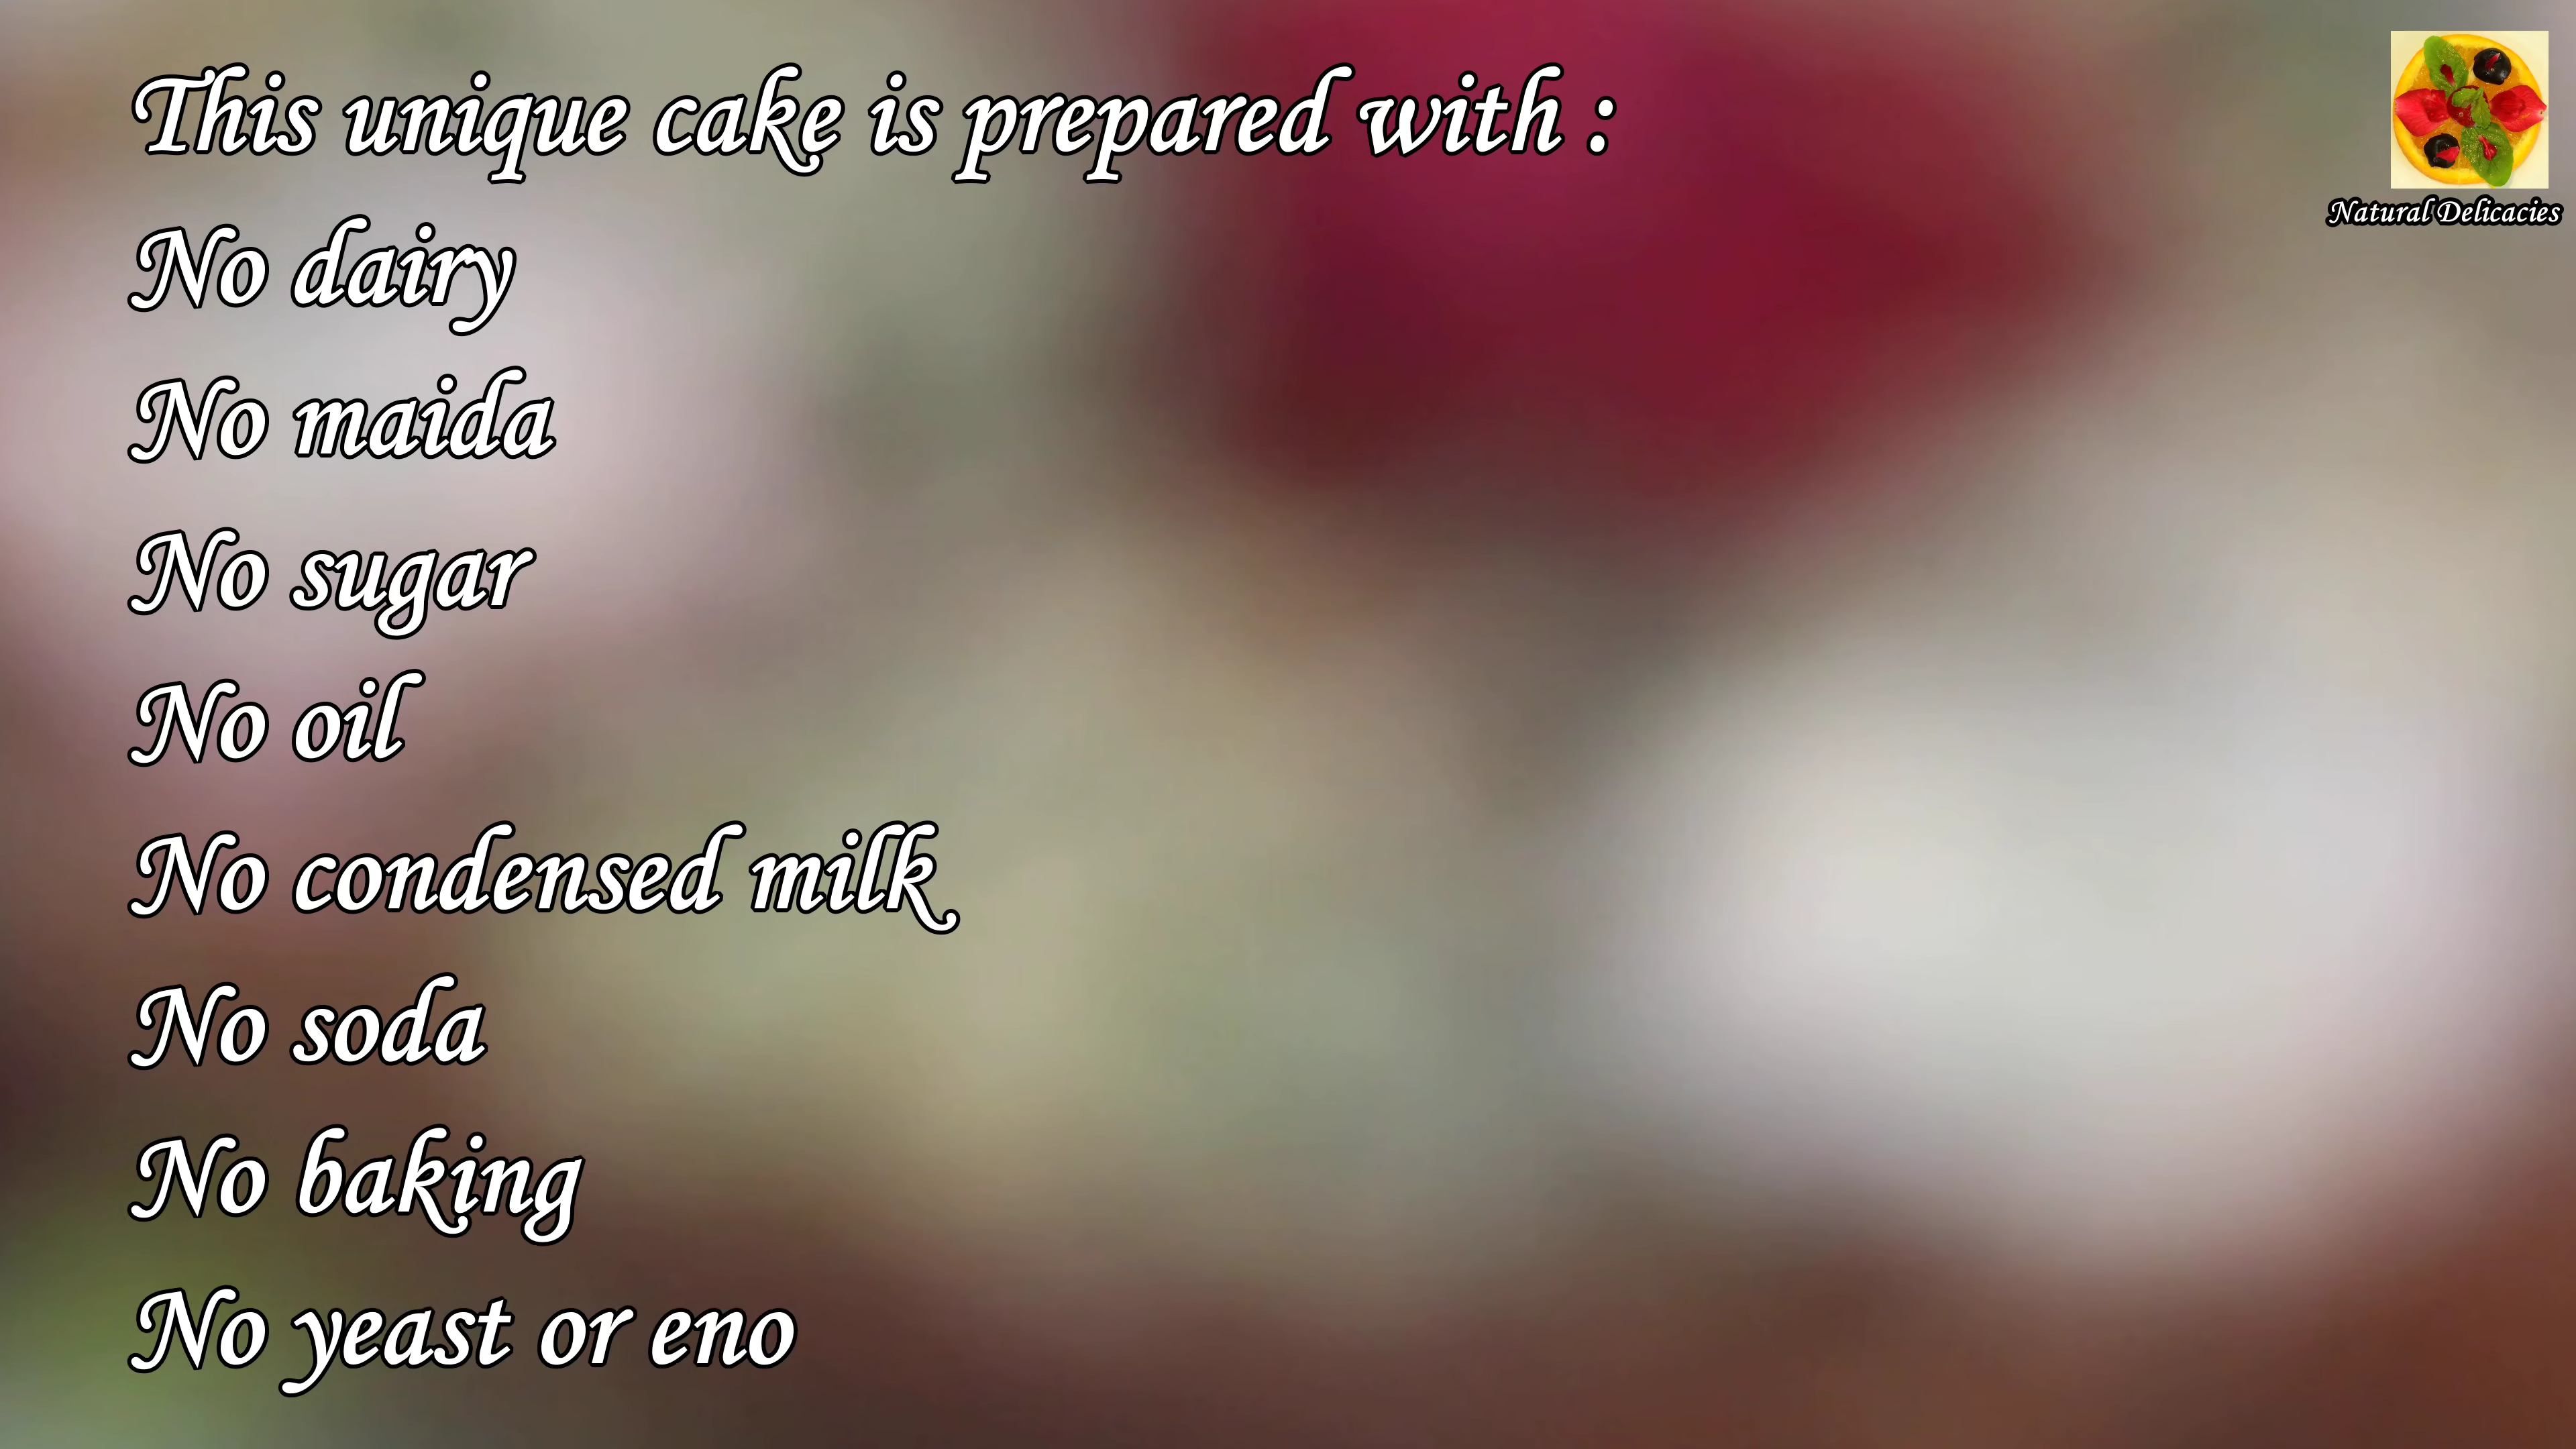 This unique cake is prepared with :
No dairy
No maida
No sugar
No oil
No condensed milk
No soda
No baking
No yeast or eno
Natural Delicacies